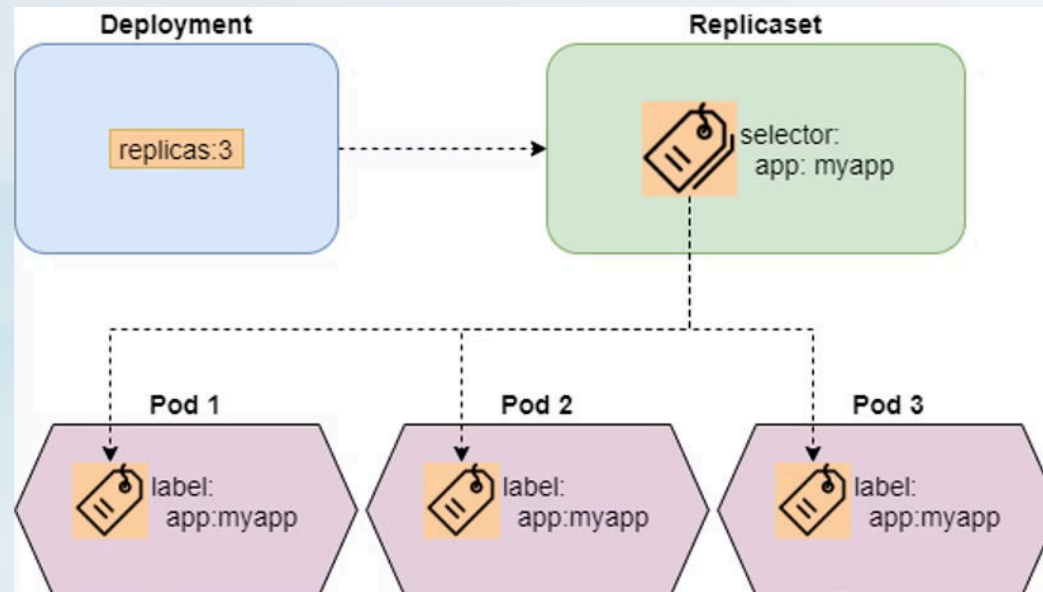 Deployment
Replicaset
replicas:3
selector:
app: myapp
Pod 1
Pod 2
Pod 3
label:
app:myapp
label:
app:myapp
label:
app:myapp